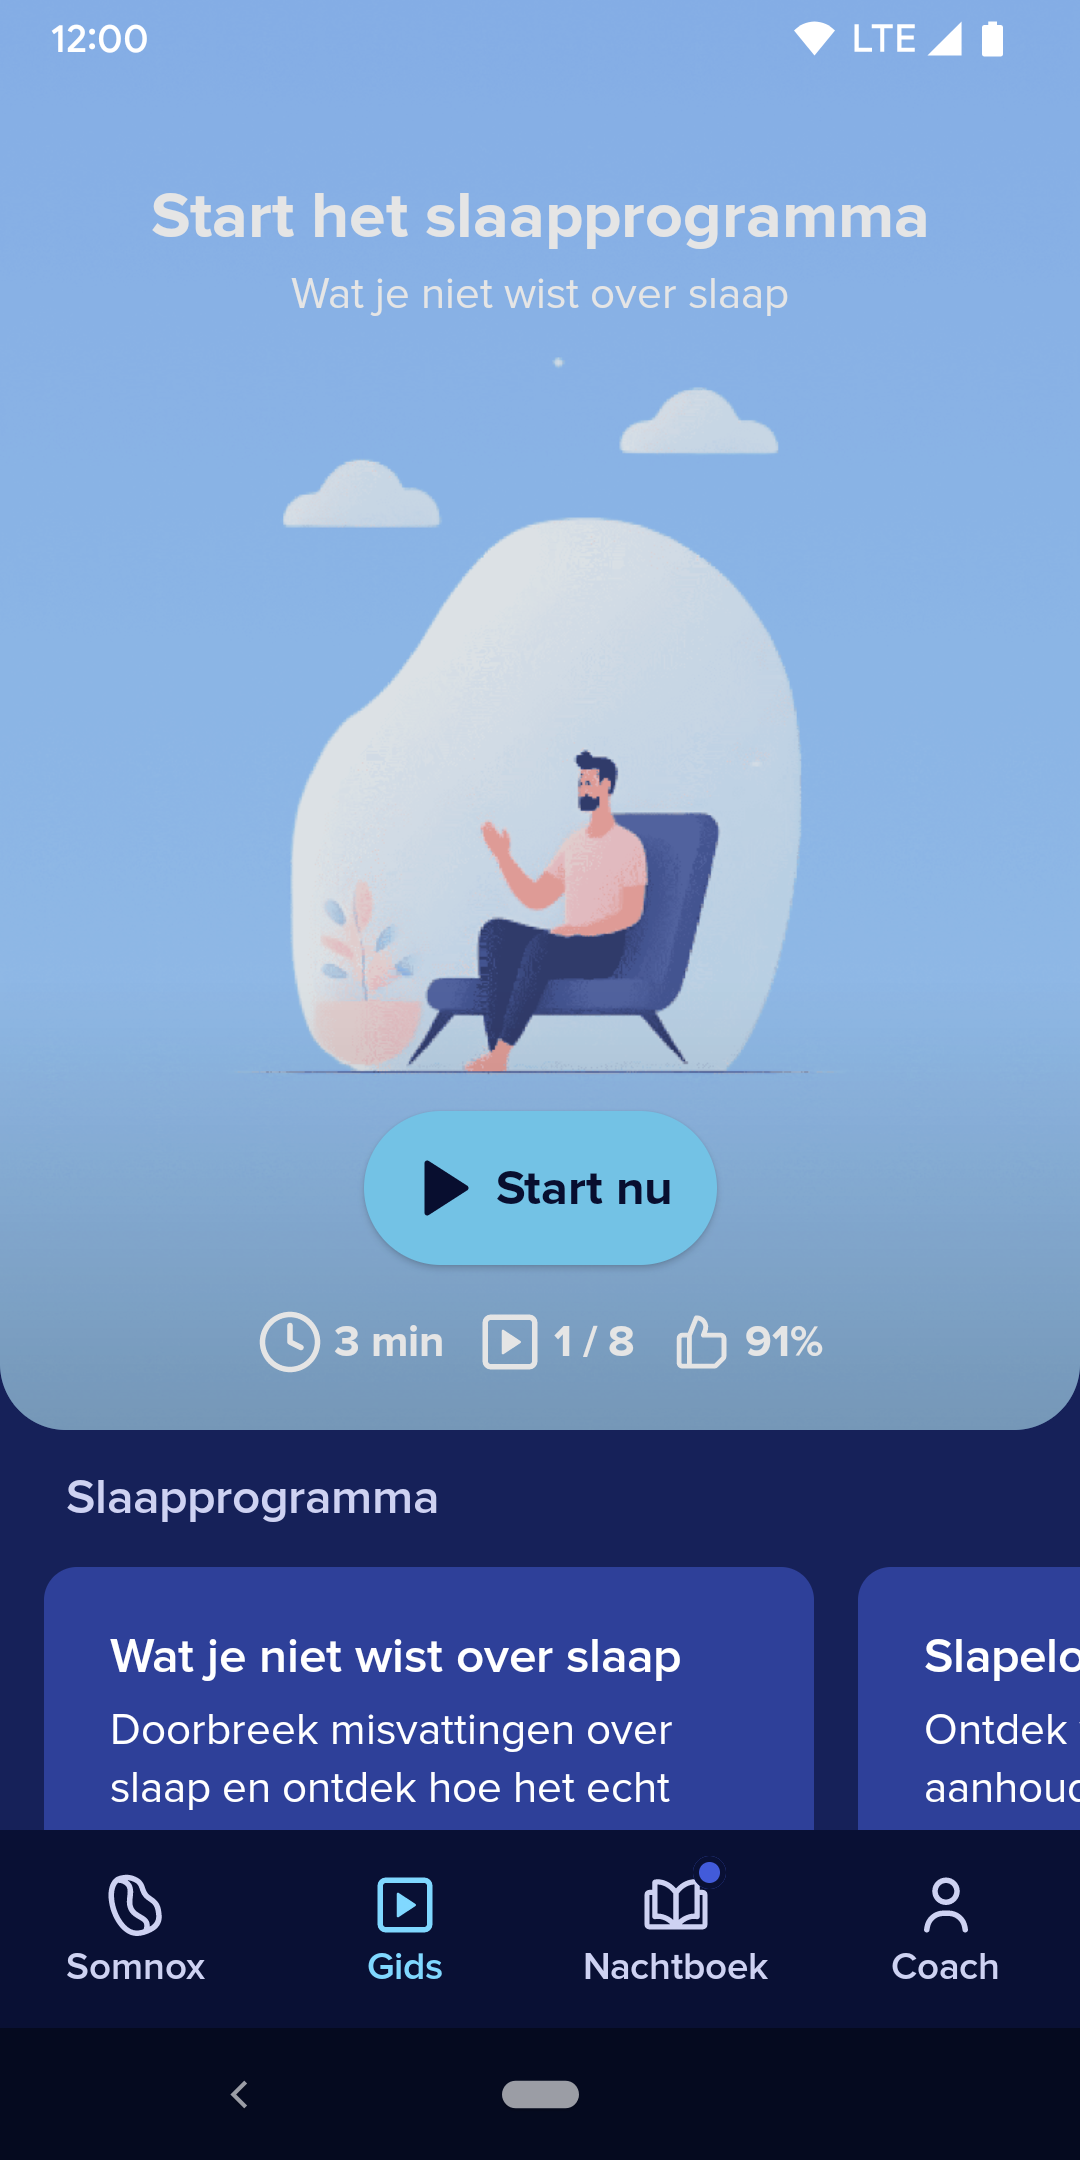 12:00
LTE
Start het slaapprogramma
Wat je niet wist over slaap
Start nu
3 min
1 / 8
91%
Slaapprogramma
Wat je niet wist over slaap
Doorbreek misvattingen over
slaap en ontdek hoe het echt
Slapelo
Ontdek
aanhoud
Somnox
Gids
Nachtboek
Coach